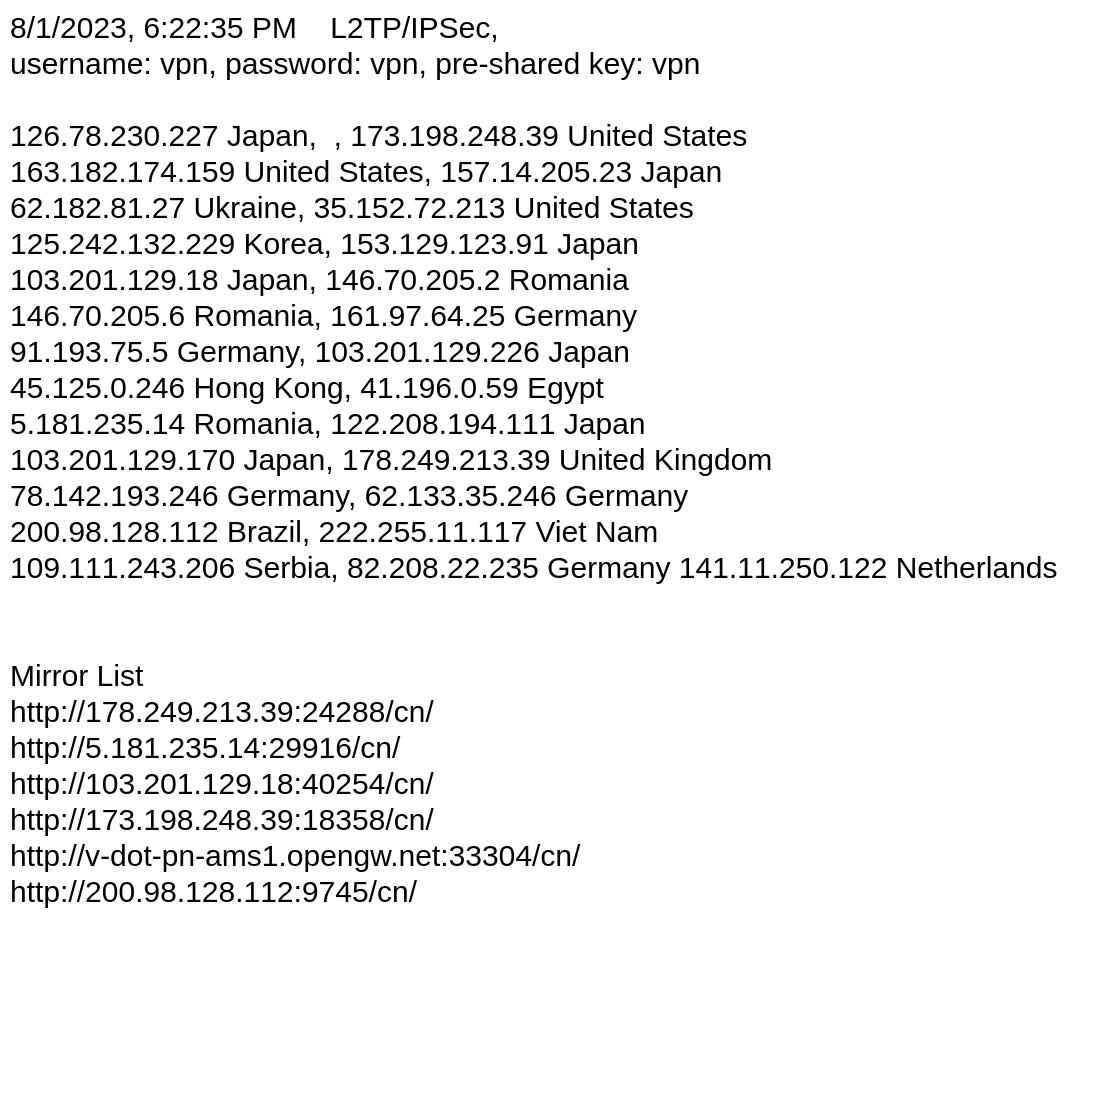 8/1/2023, 6:22:35 PM    L2TP/IPSec,
username: vpn, password: vpn, pre-shared key: vpn
126.78.230.227 Japan,  , 173.198.248.39 United States
163.182.174.159 United States, 157.14.205.23 Japan
62.182.81.27 Ukraine, 35.152.72.213 United States
125.242.132.229 Korea, 153.129.123.91 Japan
103.201.129.18 Japan, 146.70.205.2 Romania
146.70.205.6 Romania, 161.97.64.25 Germany
91.193.75.5 Germany, 103.201.129.226 Japan
45.125.0.246 Hong Kong, 41.196.0.59 Egypt
5.181.235.14 Romania, 122.208.194.111 Japan
103.201.129.170 Japan, 178.249.213.39 United Kingdom
78.142.193.246 Germany, 62.133.35.246 Germany
200.98.128.112 Brazil, 222.255.11.117 Viet Nam
109.111.243.206 Serbia, 82.208.22.235 Germany 141.11.250.122 Netherlands
Mirror List
http://178.249.213.39:24288/cn/
http://5.181.235.14:29916/cn/
http://103.201.129.18:40254/cn/
http://173.198.248.39:18358/cn/
http://v-dot-pn-ams1.opengw.net:33304/cn/
http://200.98.128.112:9745/cn/